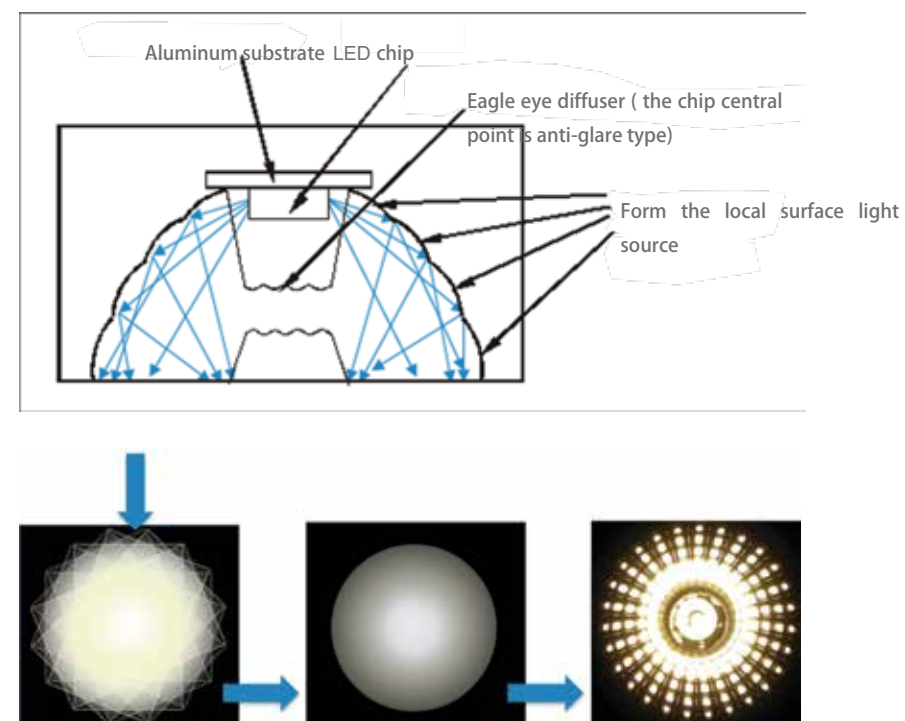 Aluminum substrate LED chip
Eagle eye diffuser ( the chip central
point is anti-glare type)
Form the local surface light
source